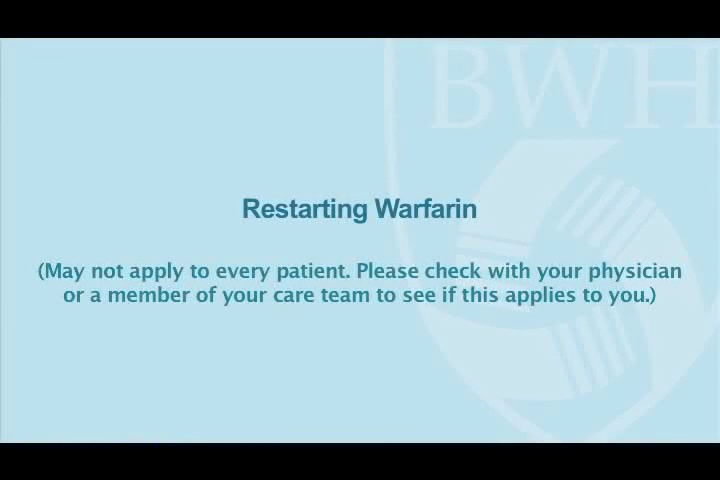 BWH
Restarting Warfarin
(May not apply to every patient. Please check with your physician
or a member of your care team to see if this applies to you.)